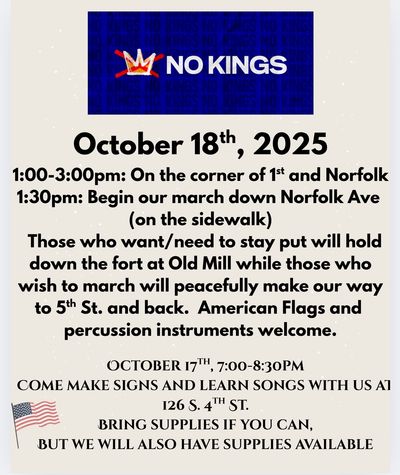 NO KINGS
October 18th, 2025
1:00-3:00pm: On the corner of 1st and Norfolk
1:30pm: Begin our march down Norfolk Ave
(on the sidewalk)
Those who want/need to stay put will hold
down the fort at Old Mill while those who
wish to march will peacefully make our way
to 5th St. and back. American Flags and
percussion instruments welcome.
OCTOBER 17TH, 7:00-8:30PM
COME MAKE SIGNS AND LEARN SONGS WITH US AT
126 S. 4TH ST.
BRING SUPPLIES IF YOU CAN,
BUT WE WILL ALSO HAVE SUPPLIES AVAILABLE